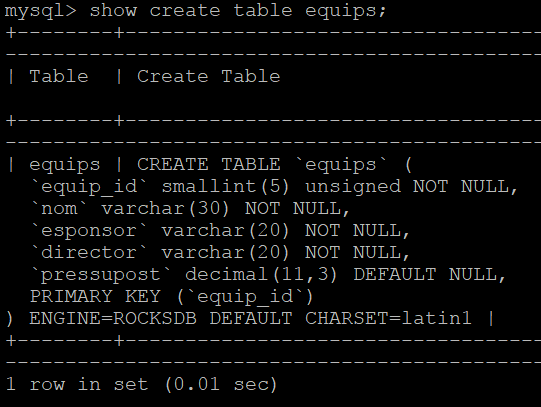 mysql> show create table equips;
+--------+-----------------------------------
---------------------------------------------
| Table  | Create Table
+--------+-----------------------------------
---------------------------------------------
| equips | CREATE TABLE `equips` (
  `equip_id` smallint(5) unsigned NOT NULL,
  `nom` varchar(30) NOT NULL,
  `esponsor` varchar(20) NOT NULL,
  `director` varchar(20) NOT NULL,
  `pressupost` decimal(11,3) DEFAULT NULL,
  PRIMARY KEY (`equip_id`)
) ENGINE=ROCKSDB DEFAULT CHARSET=latin1 |
+--------+-----------------------------------
---------------------------------------------
1 row in set (0.01 sec)